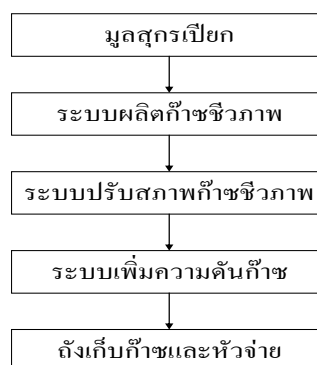 มูลสุกรเปียก
ระบบผลิตก๊าซชีวภาพ
ระบบปรับสภาพก๊าซชีวภาพ
ระบบเพิ่มความดันก๊าซ
ถังเก็บก๊าซและหัวจ่าย